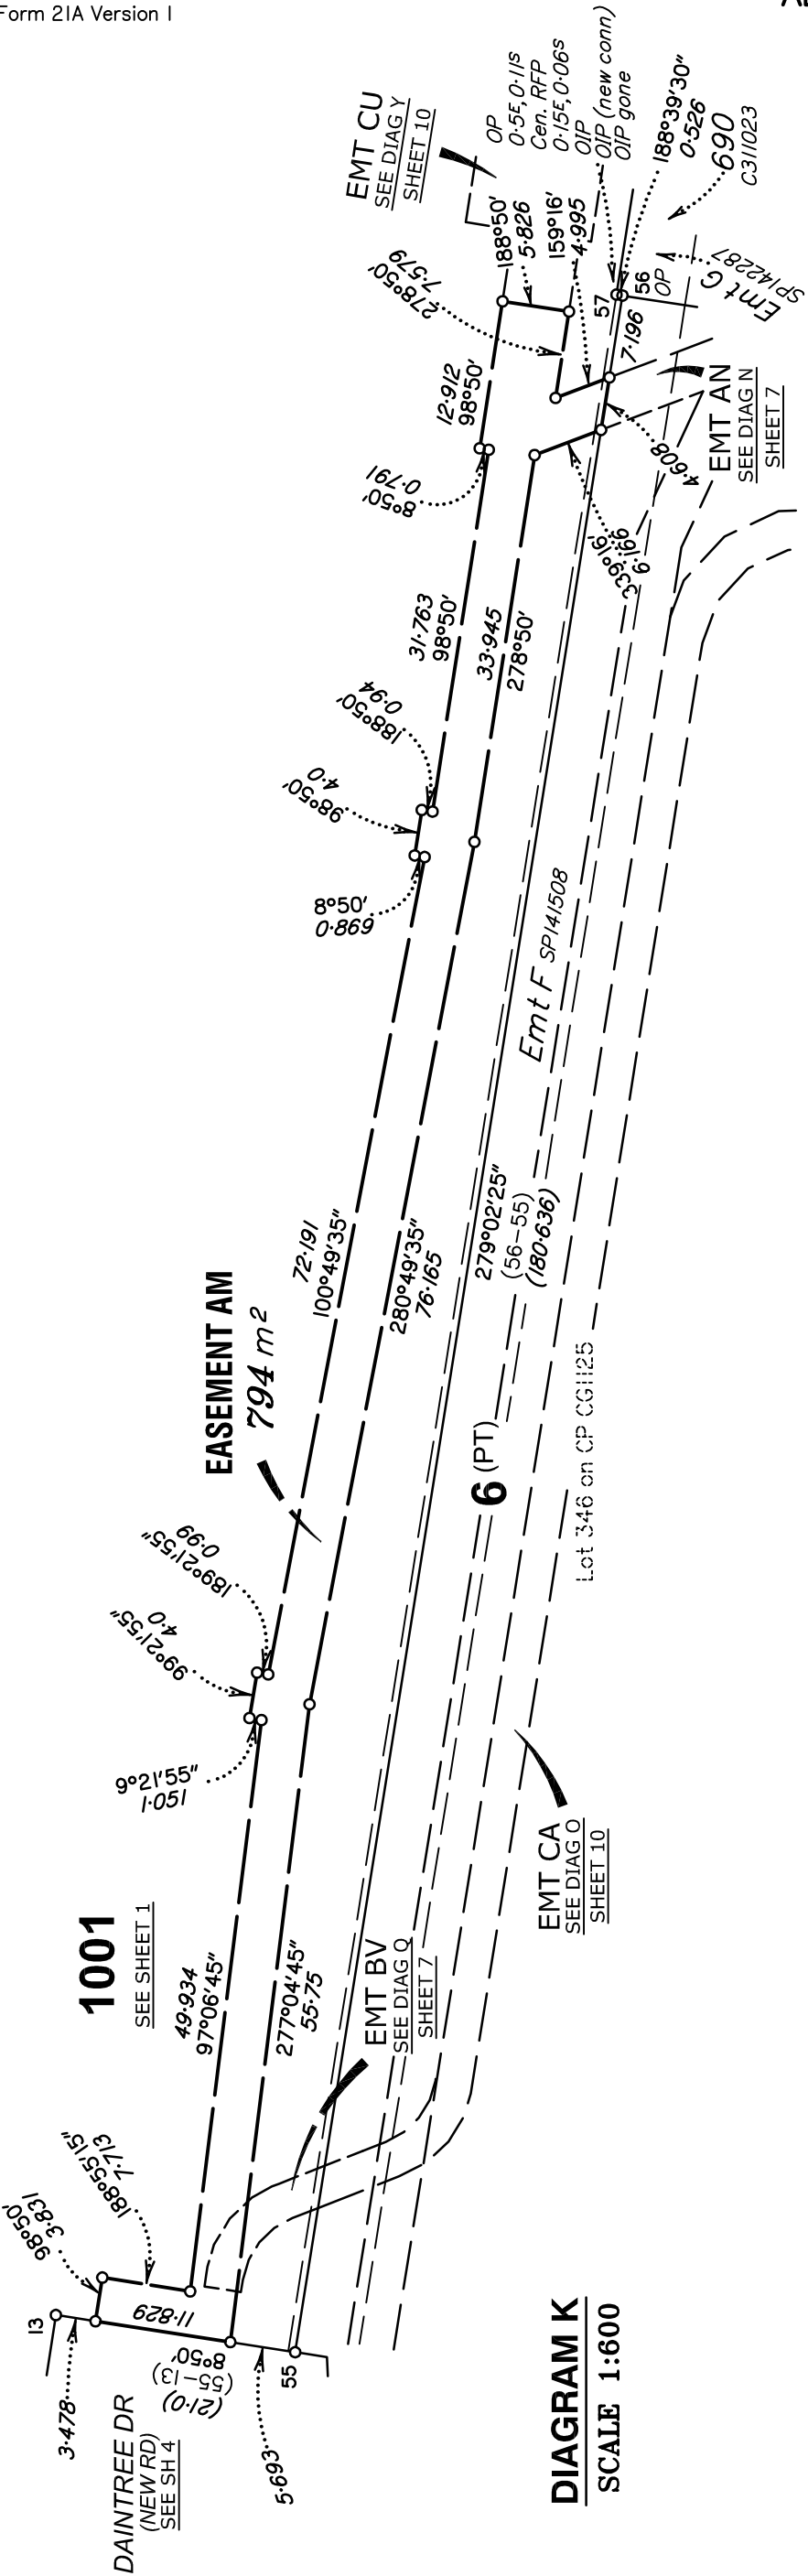 Form 21A Version 1
EMT CU
SEE DIAG Y
SHEET 10
OP
0·5E,0·11S
Cen. RFP
0·15E,0·06S
OIP
OIP (new conn)
OIP gone
188°39'30"
0·526
690
C311023
188°50'
5·826
159°16'
4·995
278°50'
7·579
57
56
OP
7·196
Emt G
SP142287
12·912
98°50'
8°50'
0·791
EMT AN
SEE DIAG N
SHEET 7
4·608
339°16'
9·166
31·763
98°50'
33·945
278°50'
188°50'
0·94
98°50'
4·0
8°50'
0·869
Emt F SP141508
72·191
100°49'35"
280°49'35"
76·165
279°02'25"
(56-55)
(180·636)
EASEMENT AM
794 m²
6 (PT)
Lot 346 on CP CG1125
189°21'55"
0·99
99°21'55"
4·0
9°21'55"
1·051
EMT CA
SEE DIAG O
SHEET 10
1001
SEE SHEET 1
49·934
97°06'45"
277°04'45"
55·75
EMT BV
SEE DIAG Q
SHEET 7
188°55'15"
7·713
98°50'
3·831
13
11·829
8°50'
(55-13)
(21·0)
55
3·478
5·693
DAINTREE DR
(NEW RD)
SEE SH 4
DIAGRAM K
SCALE 1:600